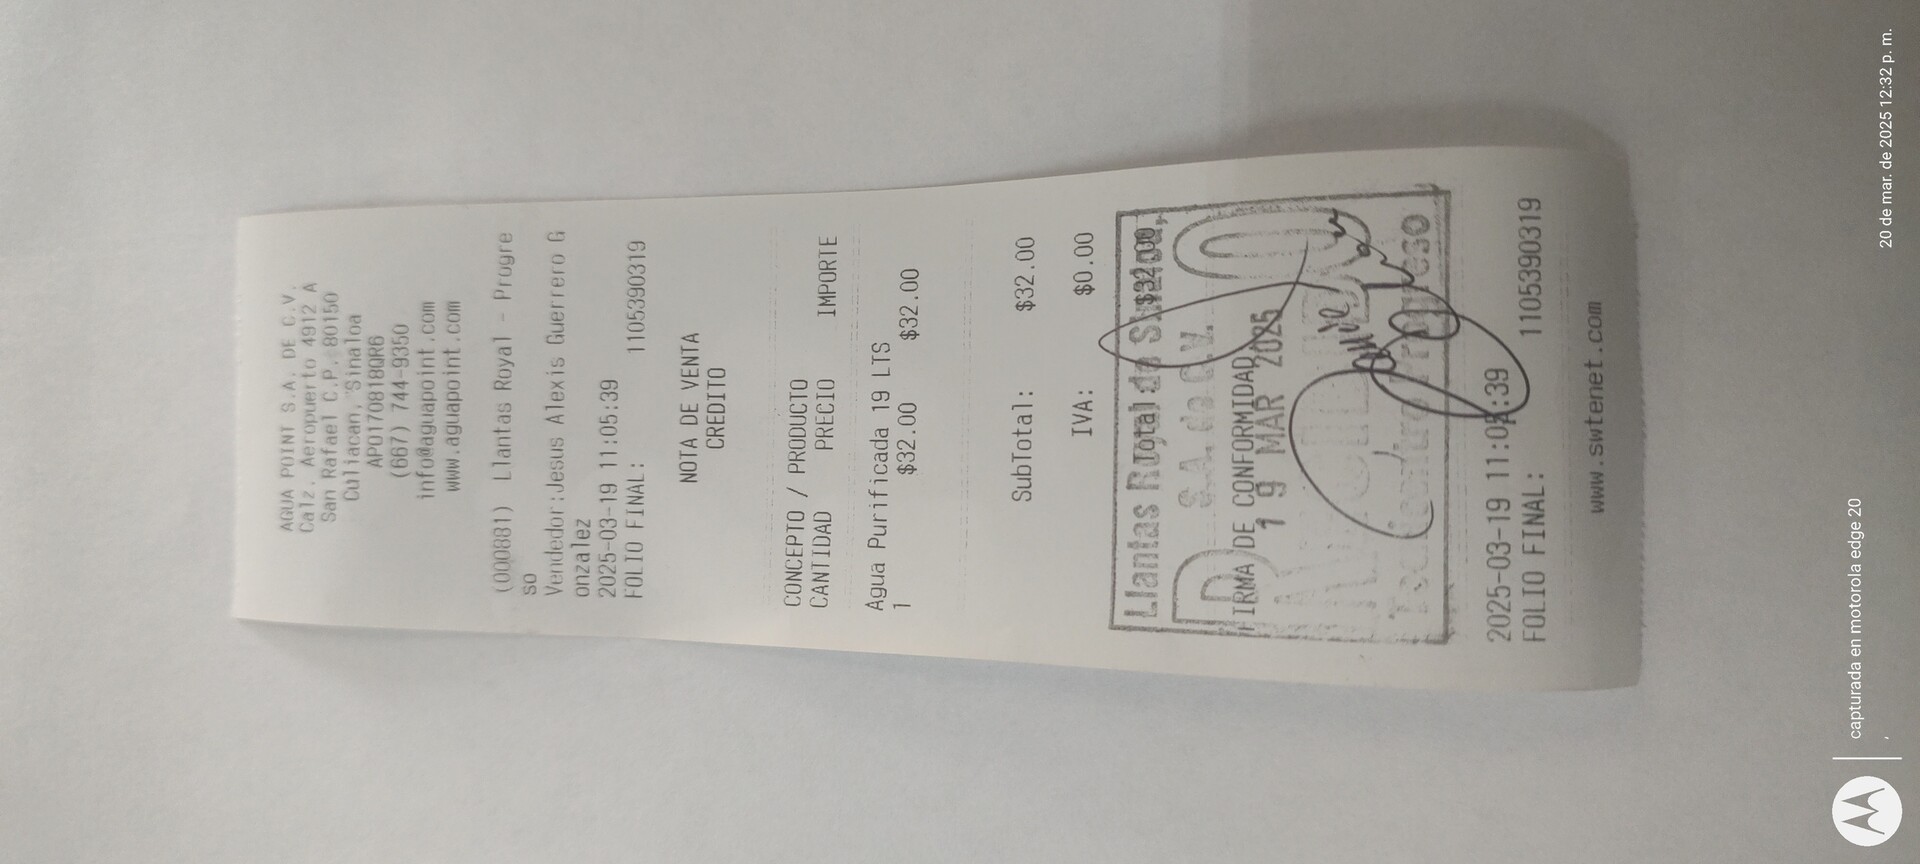 AGUA POINT S.A. DE C.V.
Calz. Aeropuerto 4912 A
San Rafael C.P. 80150
Culiacan, Sinaloa
APO170818QR6
(667) 744-9350
info@aguapoint.com
www.aguapoint.com
(000881) Llantas Royal - Progre
so
Vendedor:Jesus Alexis Guerrero G
onzalez
2025-03-19 11:05:39
FOLIO FINAL: 1105390319
NOTA DE VENTA
CREDITO
CONCEPTO / PRODUCTO
CANTIDAD PRECIO IMPORTE
Agua Purificada 19 LTS
1 $32.00 $32.00
SubTotal: $32.00
IVA: $0.00
Llantas Royal de Sinaloa,
Total: $32.00
S.A. de C.V.
FIRMA DE CONFORMIDAD
19 MAR 2025
2025-03-19 11:05:39
FOLIO FINAL: 1105390319
www.swtenet.com
capturada en motorola edge 20
20 de mar. de 2025 12:32 p. m.